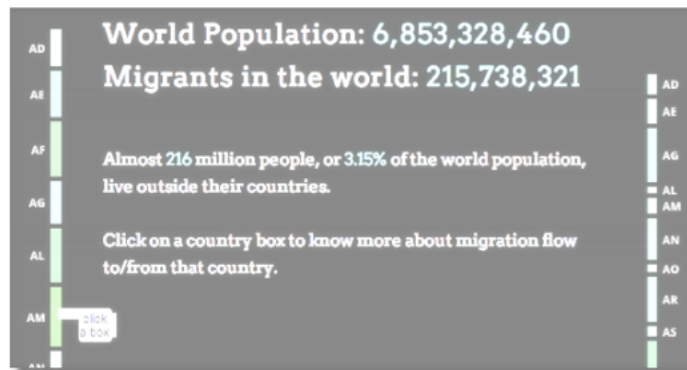 World Population: 6,853,328,460
Migrants in the world: 215,738,321
Almost 216 million people, or 3.15% of the world population,
live outside their countries.
Click on a country box to know more about migration flow
to/from that country.
AD
AE
AF
AG
AL
AM
click
a box
AN
AD
AE
AG
AL
AM
AN
AO
AR
AS